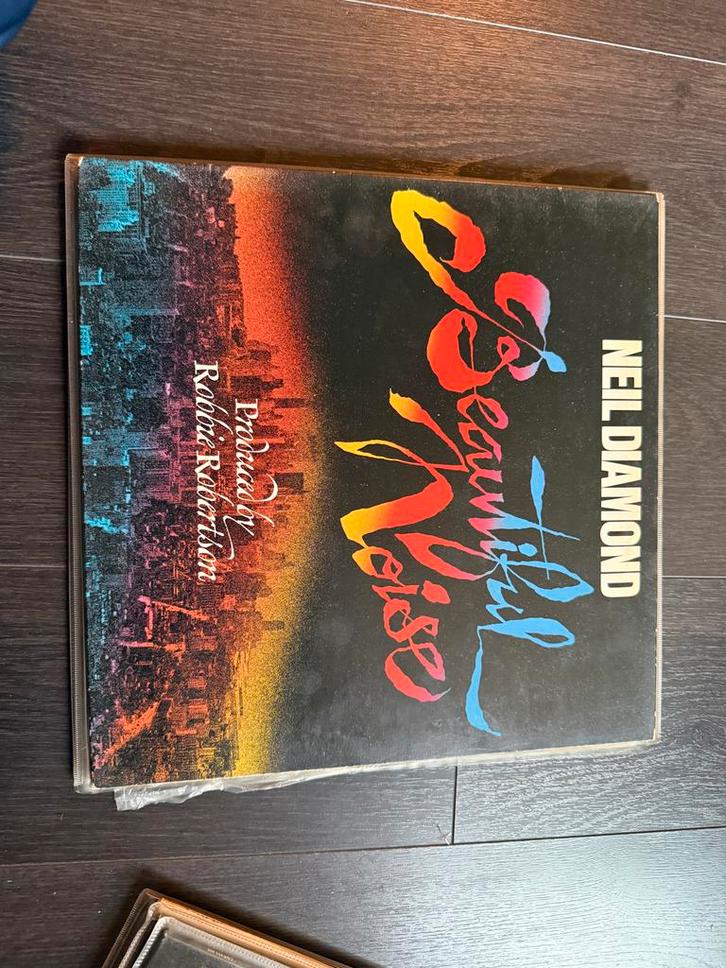 NEIL DIAMOND
Beautiful
Noise
Produced by
Robbie Robertson